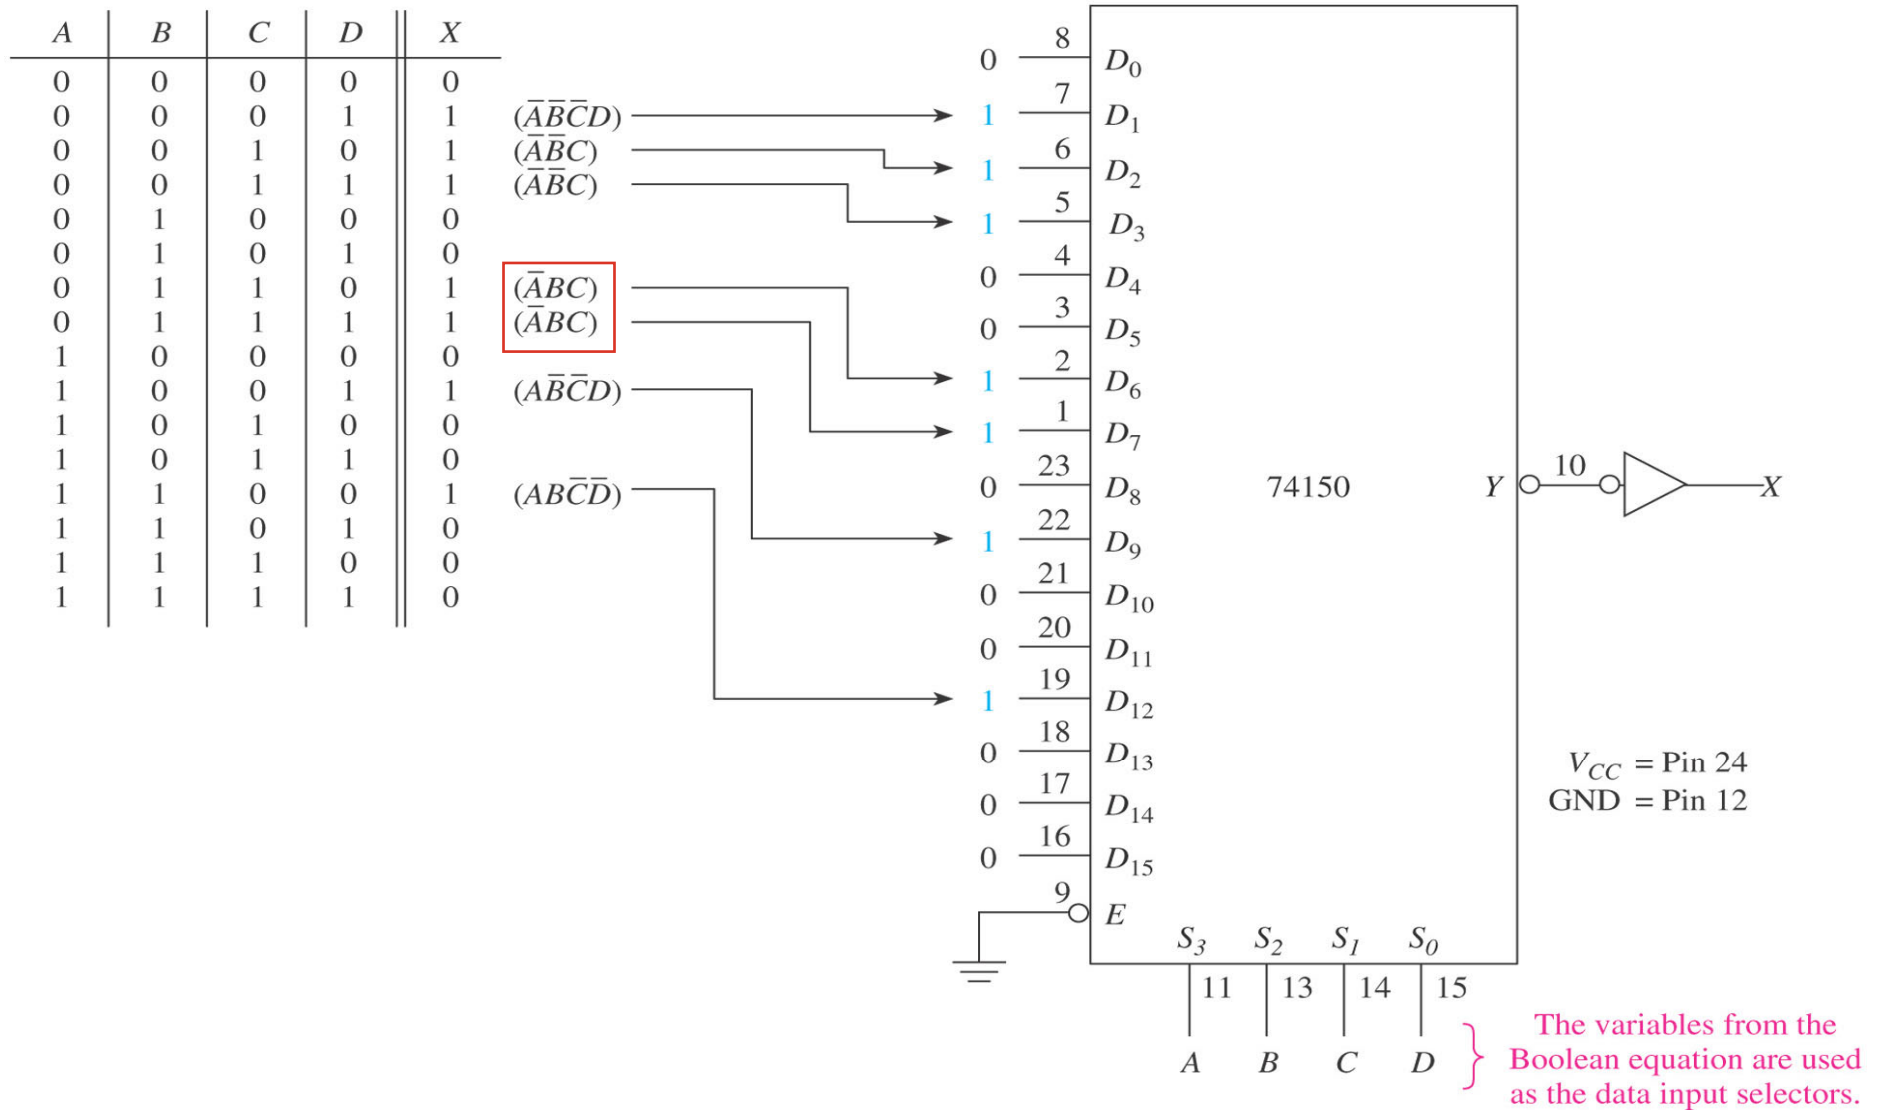 A B C D X
0 0 0 0 0
0 0 0 1 1 (A̅B̅C̅D)
0 0 1 0 1 (A̅B̅C)
0 0 1 1 1 (A̅B̅C)
0 1 0 0 0
0 1 0 1 0
0 1 1 0 1 (A̅BC)
0 1 1 1 1 (A̅BC)
1 0 0 0 0
1 0 0 1 1 (AB̅C̅D)
1 0 1 0 0
1 0 1 1 0
1 1 0 0 1 (ABC̅D̅)
1 1 0 1 0
1 1 1 0 0
1 1 1 1 0
0 8 D₀
1 7 D₁
1 6 D₂
1 5 D₃
0 4 D₄
0 3 D₅
1 2 D₆
1 1 D₇
0 23 D₈
1 22 D₉
0 21 D₁₀
0 20 D₁₁
1 19 D₁₂
0 18 D₁₃
0 17 D₁₄
0 16 D₁₅
9 E
74150
Y 10 X
V_CC = Pin 24
GND = Pin 12
S₃ S₂ S₁ S₀
11 13 14 15
A B C D
The variables from the
Boolean equation are used
as the data input selectors.